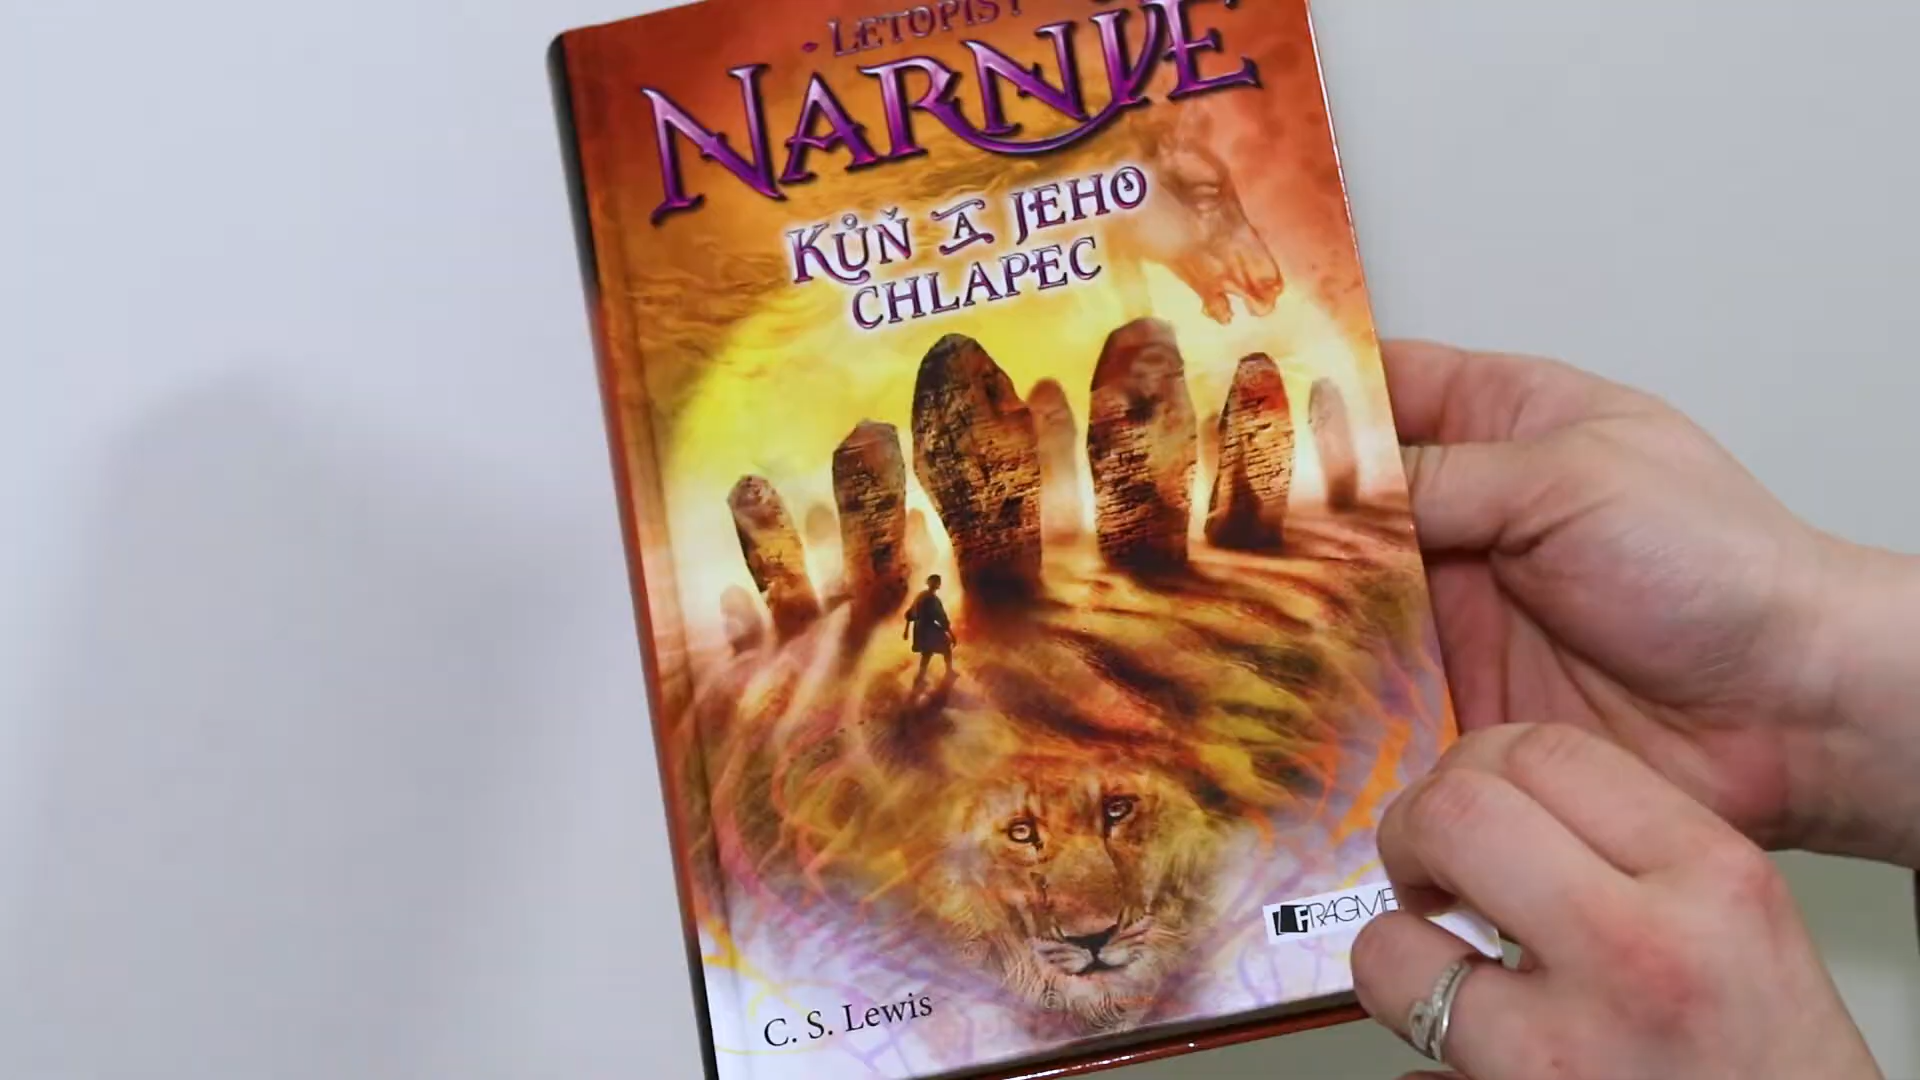 LETOPISY
NARNIE
KŮŇ A JEHO
CHLAPEC
C. S. Lewis